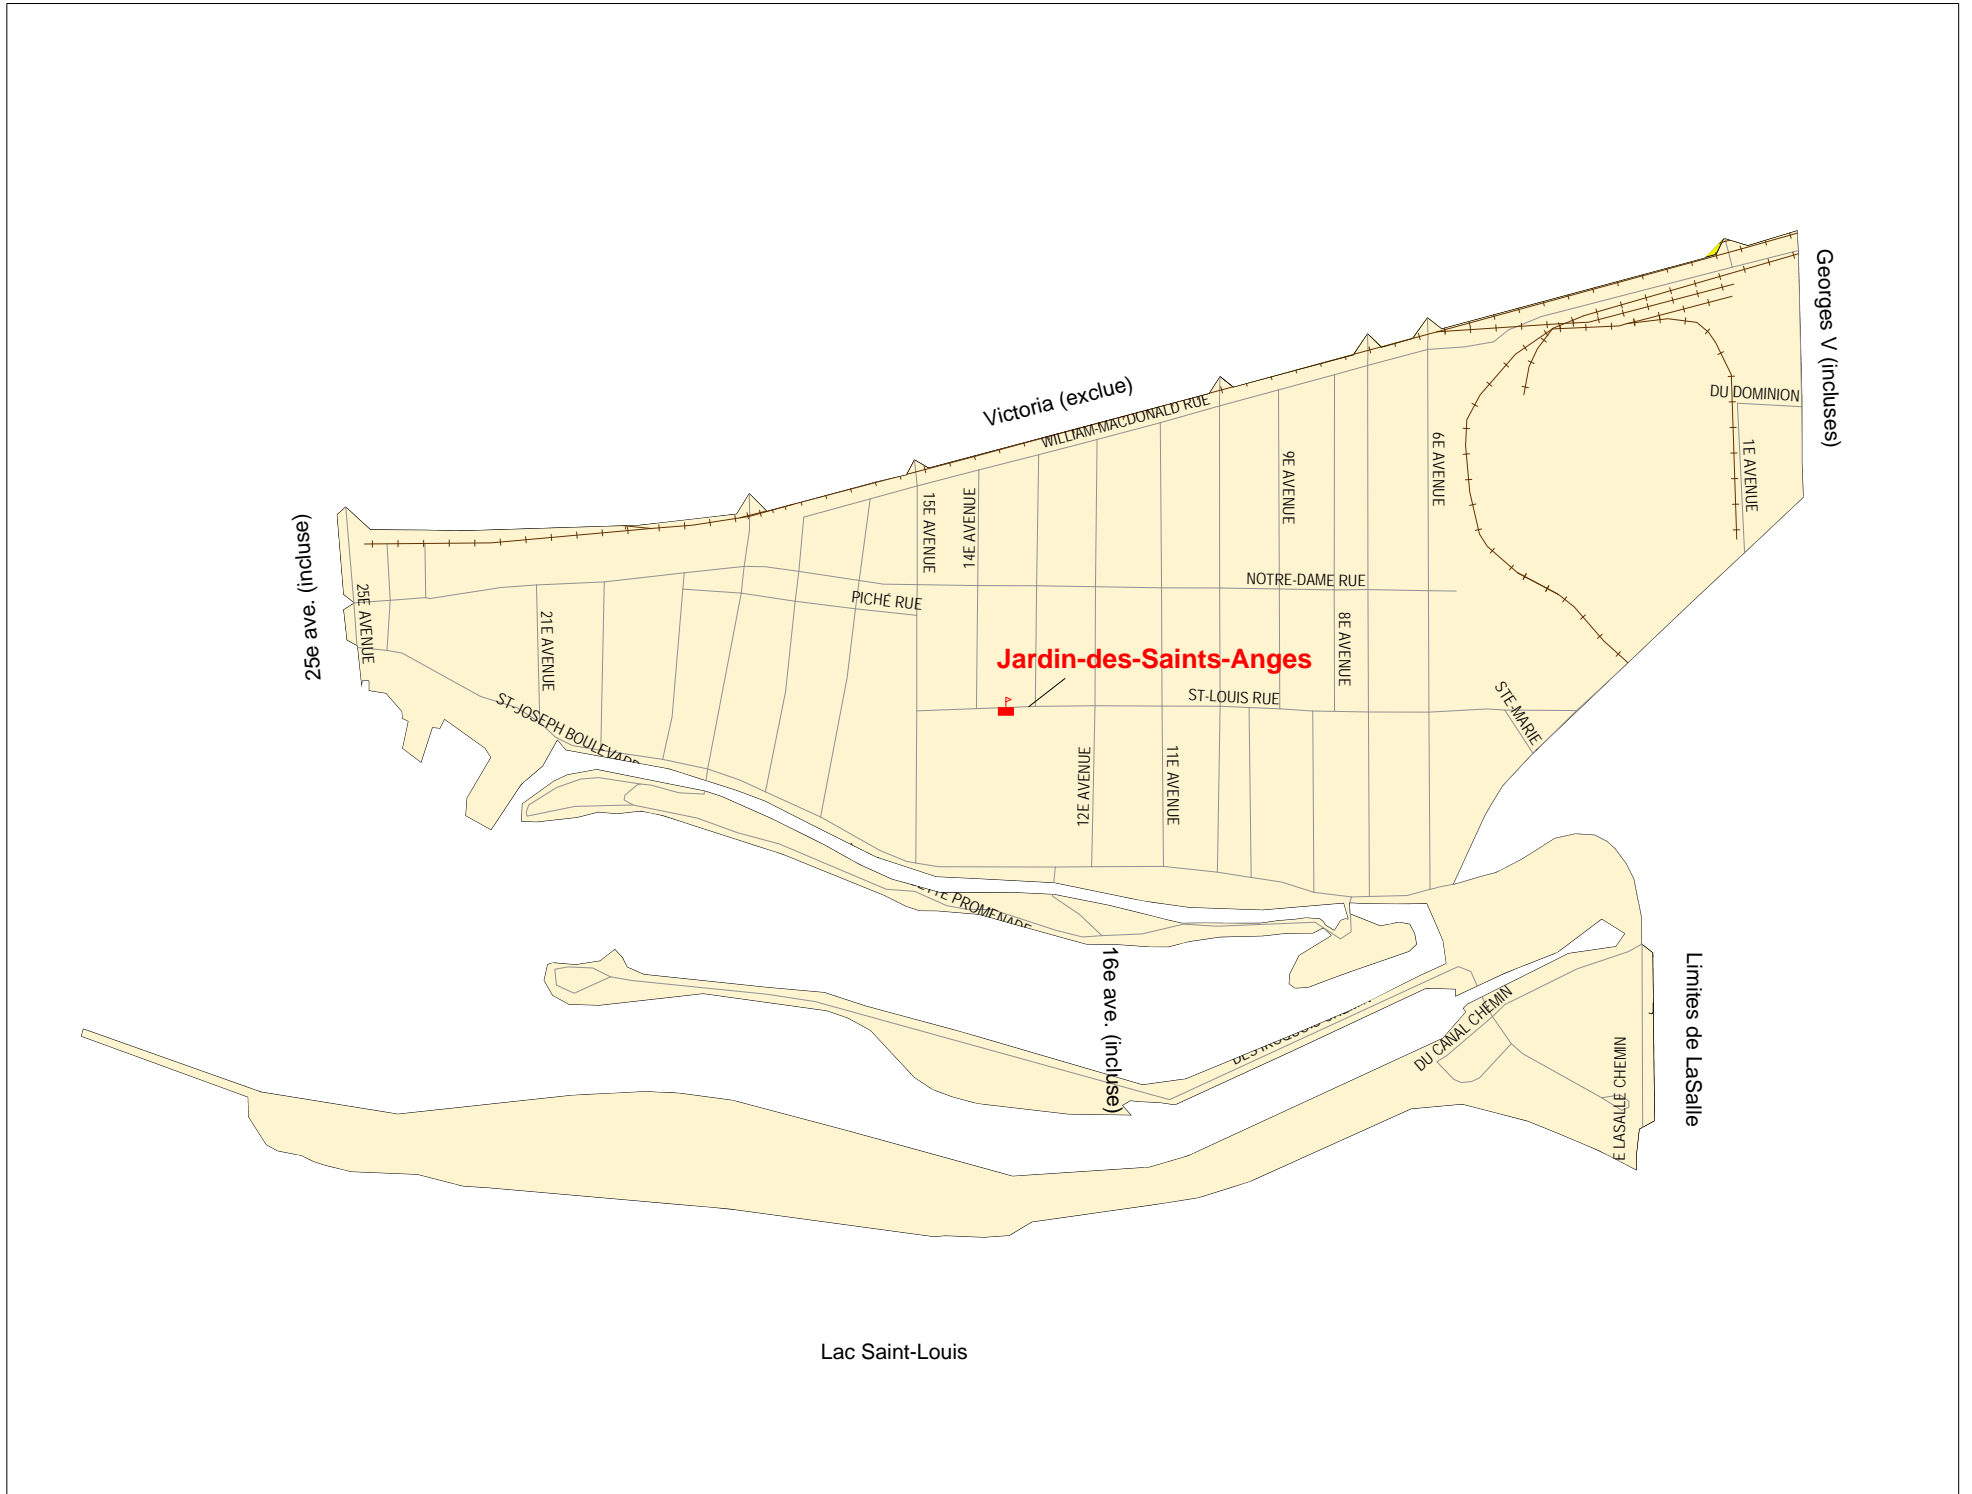 Georges V (incluses)
Victoria (exclue)
WILLIAM-MACDONALD RUE
DU DOMINION
1E AVENUE
6E AVENUE
9E AVENUE
15E AVENUE
14E AVENUE
25e ave. (incluse)
25E AVENUE
NOTRE-DAME RUE
PICHÉ RUE
21E AVENUE
8E AVENUE
Jardin-des-Saints-Anges
ST-LOUIS RUE
STE-MARIE
ST-JOSEPH BOULEVARD
12E AVENUE
11E AVENUE
PROMENADE
16e ave. (incluse)
Limites de LaSalle
DU CANAL CHEMIN
LASALLE CHEMIN
Lac Saint-Louis